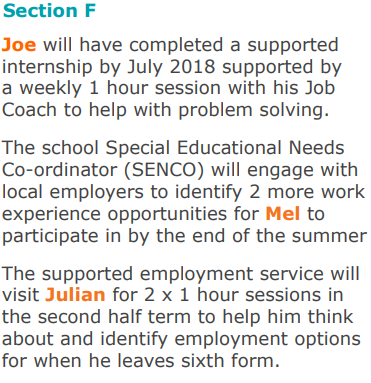 Section F
Joe will have completed a supported
internship by July 2018 supported by
a weekly 1 hour session with his Job
Coach to help with problem solving.
The school Special Educational Needs
Co-ordinator (SENCO) will engage with
local employers to identify 2 more work
experience opportunities for Mel to
participate in by the end of the summer
The supported employment service will
visit Julian for 2 x 1 hour sessions in
the second half term to help him think
about and identify employment options
for when he leaves sixth form.